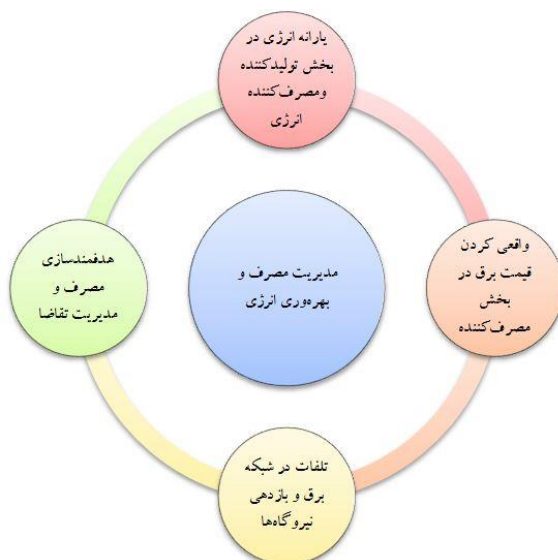 یارانه انرژی در
بخش تولیدکننده
ومصرف‌کننده
انرژی
واقعی کردن
قیمت برق در
بخش
مصرف‌کننده
مدیریت مصرف و
بهره‌وری انرژی
هدفمندسازی
مصرف و
مدیریت تقاضا
تلفات در شبکه
برق و بازدهی
نیروگاه‌ها